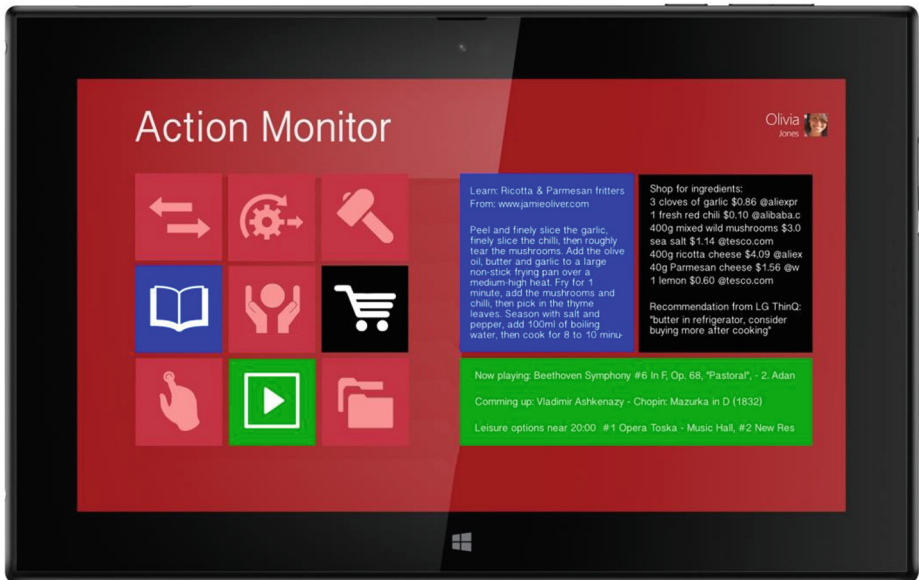 Action Monitor
Olivia
Jones
Learn: Ricotta & Parmesan fritters
From: www.jamieoliver.com
Peel and finely slice the garlic,
finely slice the chilli, then roughly
tear the mushrooms. Add the olive
oil, butter and garlic to a large
non-stick frying pan over a
medium-high heat. Fry for 1
minute, add the mushrooms and
chilli, then pick in the thyme
leaves. Season with salt and
pepper, add 100ml of boiling
water, then cook for 8 to 10 minu
Shop for ingredients:
3 cloves of garlic $0.86 @aliexpr
1 fresh red chili $0.10 @alibaba.c
400g mixed wild mushrooms $3.0
sea salt $1.14 @tesco.com
400g ricotta cheese $4.09 @aliex
40g Parmesan cheese $1.56 @w
1 lemon $0.60 @tesco.com
Recommendation from LG ThinQ:
"butter in refrigerator, consider
buying more after cooking"
Now playing: Beethoven Symphony #6 In F, Op. 68, "Pastoral", - 2. Adan
Comming up: Vladimir Ashkenazy - Chopin: Mazurka in D (1832)
Leisure options near 20:00 #1 Opera Toska - Music Hall, #2 New Res